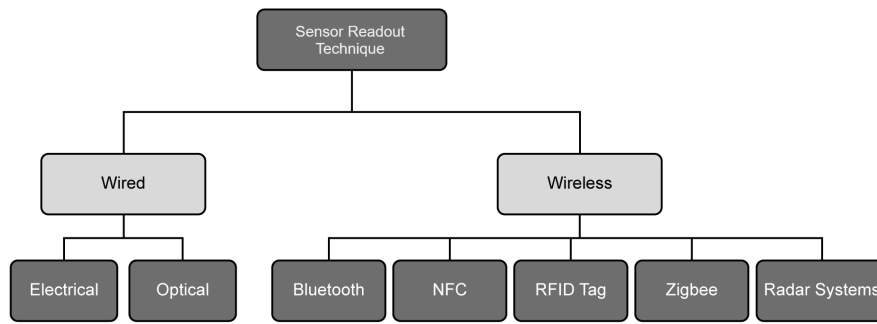 Sensor Readout
Technique
Wired
Wireless
Electrical
Optical
Bluetooth
NFC
RFID Tag
Zigbee
Radar Systems